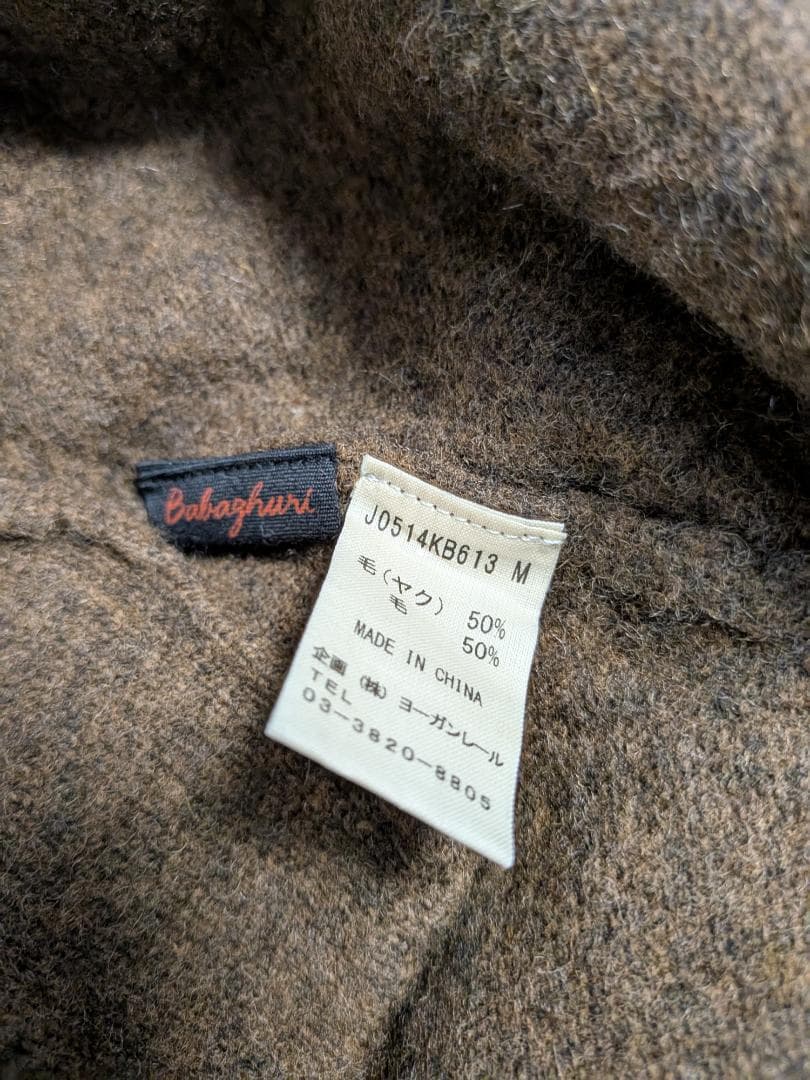 Babaghuri
J0514KB613 M
毛(ヤク) 50%
毛 50%
MADE IN CHINA
企画 (株) ヨーガンレール
TEL
03-3820-8805